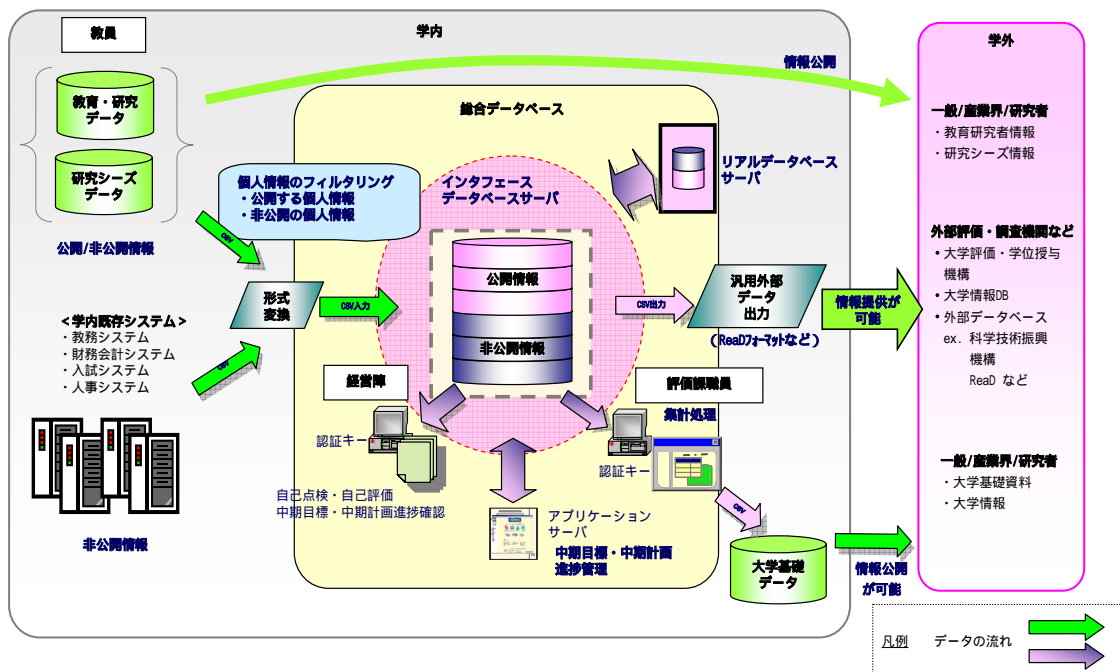 教員
学内
学外
教育・研究
データ
研究シーズ
データ
公開/非公開情報
情報公開
総合データベース
個人情報のフィルタリング
・公開する個人情報
・非公開の個人情報
インタフェース
データベースサーバ
リアルデータベース
サーバ
CSV
形式
変換
CSV入力
公開情報
非公開情報
CSV出力
汎用外部
データ
出力
(ReaDフォーマットなど)
情報提供が
可能
<学内既存システム>
・教務システム
・財務会計システム
・入試システム
・人事システム
CSV
非公開情報
経営陣
認証キー
自己点検・自己評価
中期目標・中期計画進捗確認
アプリケーション
サーバ
中期目標・中期計画
進捗管理
評価課職員
集計処理
認証キー
CSV
大学基礎
データ
情報公開
が可能
一般/産業界/研究者
・教育研究者情報
・研究シーズ情報
外部評価・調査機関など
•大学評価・学位授与
機構
•大学情報DB
•外部データベース
ex. 科学技術振興
機構
ReaD など
一般/産業界/研究者
・大学基礎資料
・大学情報
凡例
データの流れ